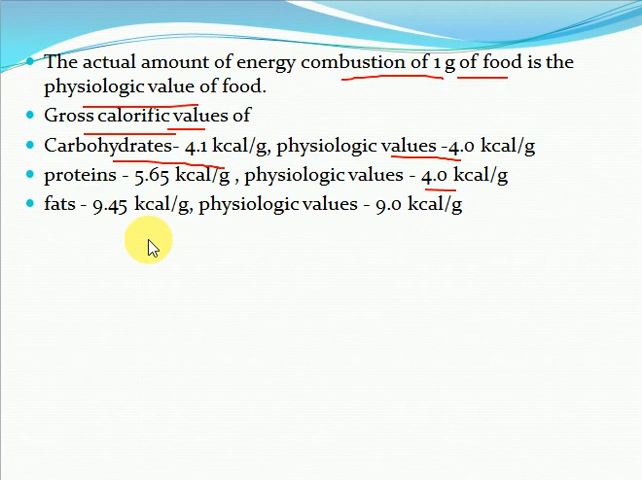 The actual amount of energy combustion of 1 g of food is the
physiologic value of food.
Gross calorific values of
Carbohydrates- 4.1 kcal/g, physiologic values -4.0 kcal/g
proteins - 5.65 kcal/g , physiologic values - 4.0 kcal/g
fats - 9.45 kcal/g, physiologic values - 9.0 kcal/g